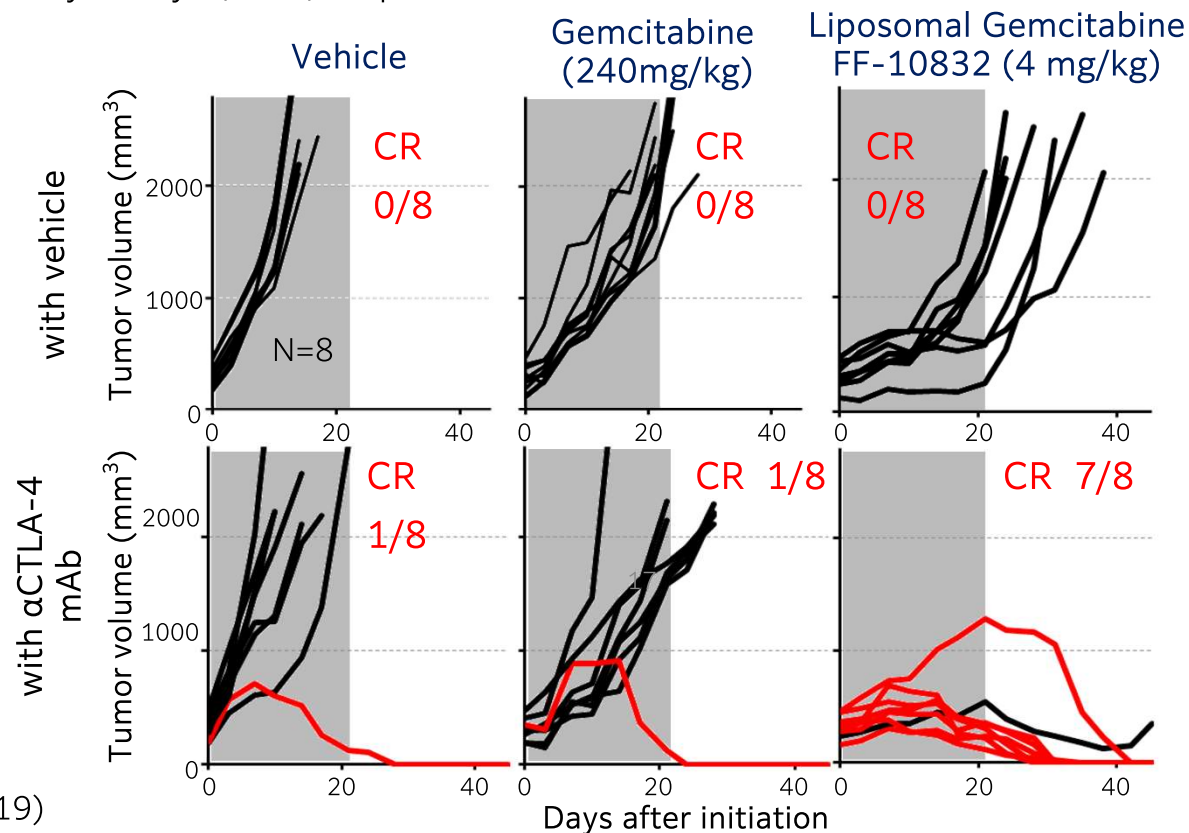 Vehicle
Gemcitabine
(240mg/kg)
Liposomal Gemcitabine
FF-10832 (4 mg/kg)
with vehicle
Tumor volume (mm³)
2000
1000
0
N=8
CR
0/8
0 20 40
CR
0/8
0 20 40
CR
0/8
0 20 40
with αCTLA-4
mAb
Tumor volume (mm³)
2000
1000
0
CR
1/8
0 20 40
CR 1/8
0 20 40
CR 7/8
0 20 40
Days after initiation
19)